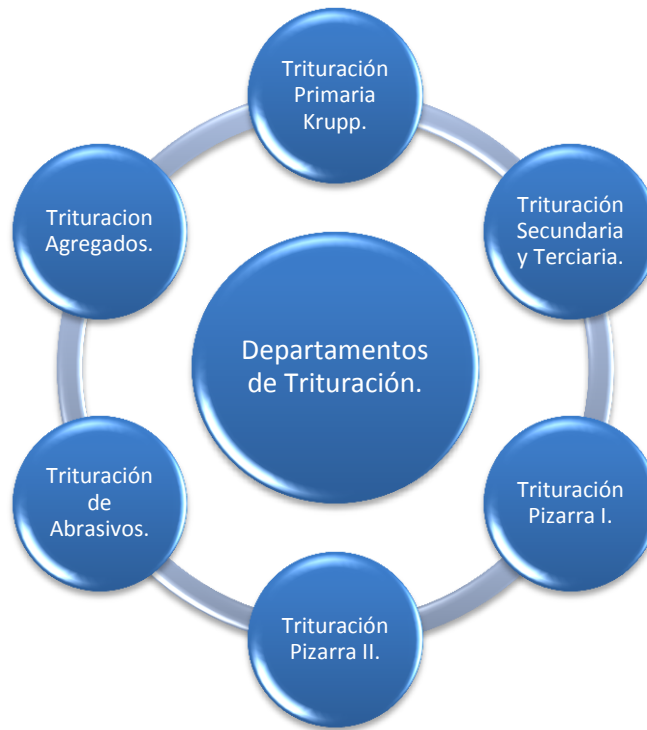 Trituración
Primaria
Krupp.
Trituración
Secundaria
y Terciaria.
Trituración
Pizarra I.
Trituración
Pizarra II.
Trituración
de
Abrasivos.
Trituracion
Agregados.
Departamentos
de Trituración.